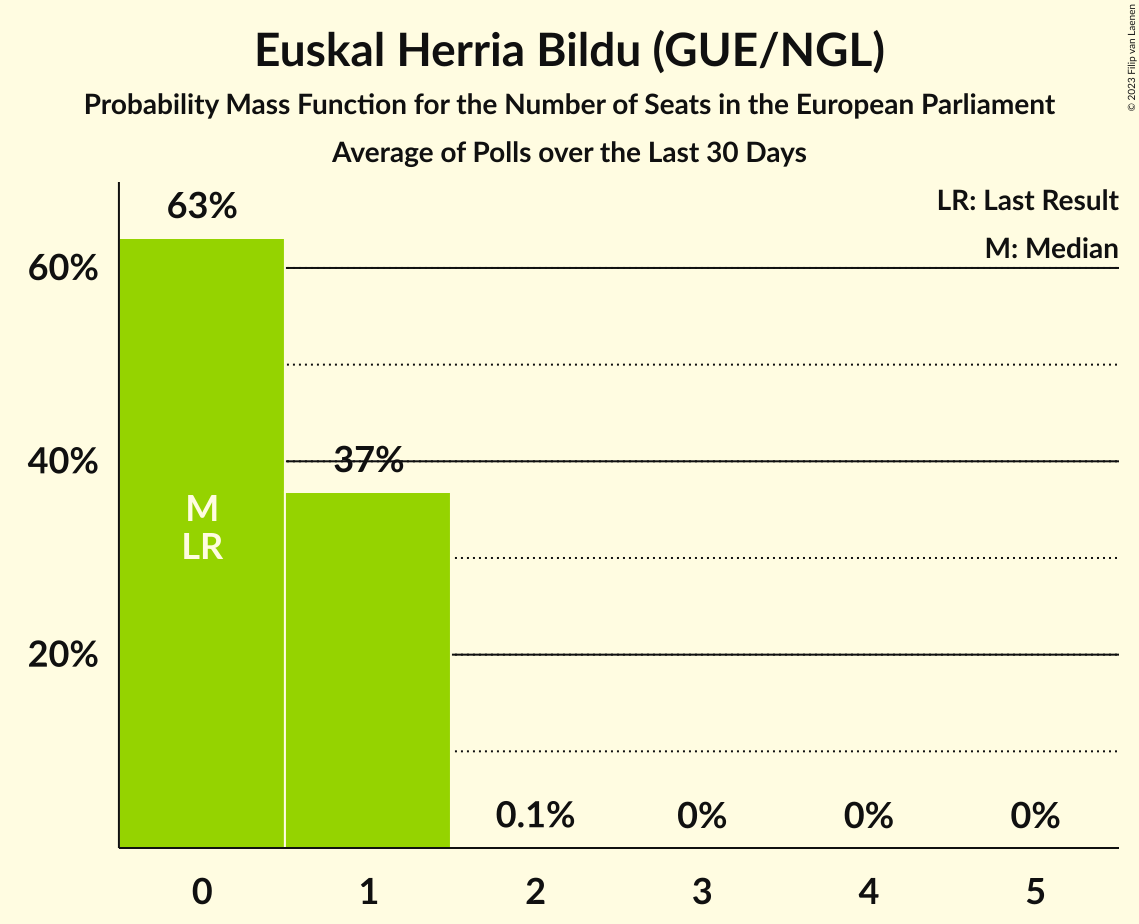 Euskal Herria Bildu (GUE/NGL)
Probability Mass Function for the Number of Seats in the European Parliament
Average of Polls over the Last 30 Days
© 2023 Filip van Laenen
LR: Last Result
M: Median
63%
60%
37%
40%
M
LR
20%
0.1%
0%
0%
0%
0
1
2
3
4
5